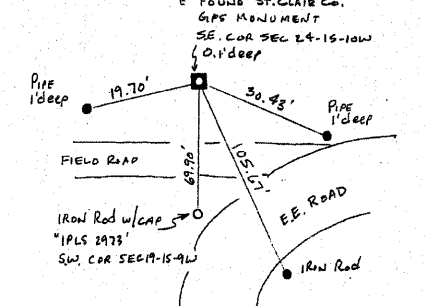 FOUND ST. CLAIR CO.
GPS MONUMENT
S.E. COR SEC 24-1S-10W
0.1' deep
PIPE
1' deep
19.70'
30.43'
PIPE
1' deep
FIELD ROAD
69.90'
105.67'
E.E. ROAD
IRON ROD W/CAP
"IPLS 2973"
S.W. COR SEC 19-1S-9W
IRON ROD